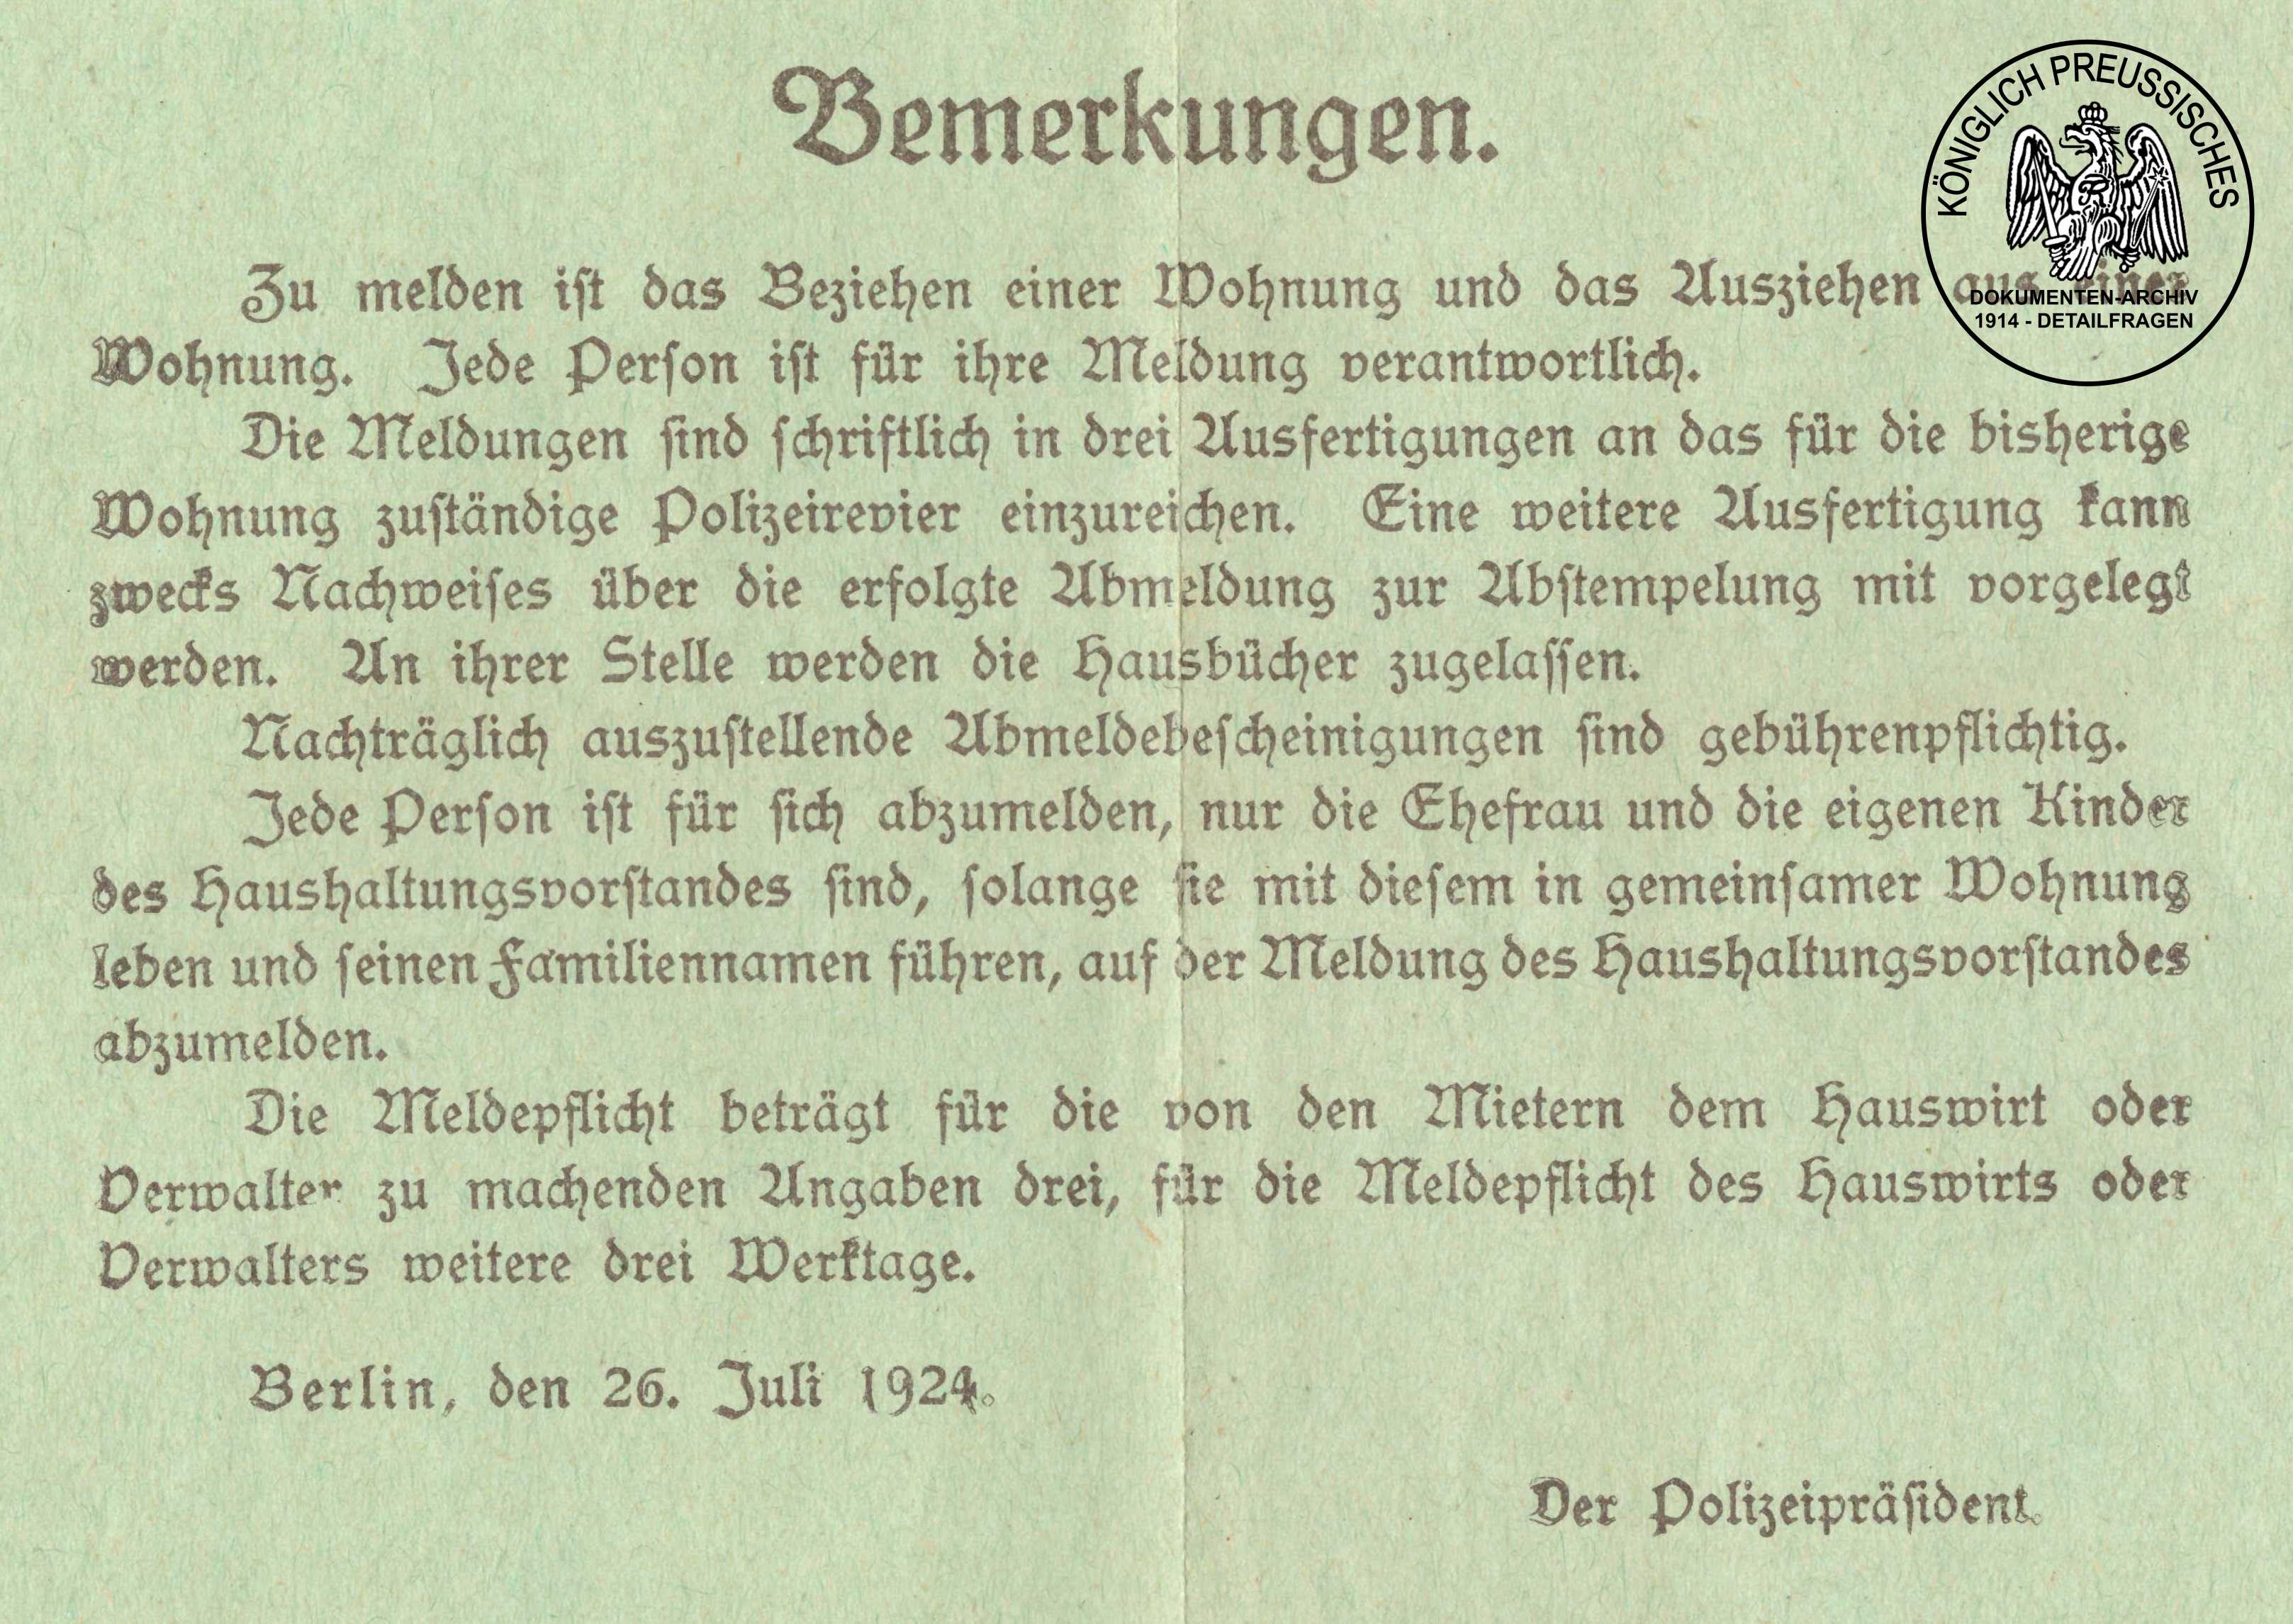 Bemerkungen.
KÖNIGLICH PREUSSISCHES
DOKUMENTEN-ARCHIV
1914 - DETAILFRAGEN
Zu melden ist das Beziehen einer Wohnung und das Ausziehen aus einer
Wohnung. Jede Person ist für ihre Meldung verantwortlich.
Die Meldungen sind schriftlich in drei Ausfertigungen an das für die bisherige
Wohnung zuständige Polizeirevier einzureichen. Eine weitere Ausfertigung kann
zwecks Nachweises über die erfolgte Abmeldung zur Abstempelung mit vorgelegt
werden. An ihrer Stelle werden die Hausbücher zugelassen.
Nachträglich auszustellende Abmeldebescheinigungen sind gebührenpflichtig.
Jede Person ist für sich abzumelden, nur die Ehefrau und die eigenen Kinder
des Haushaltungsvorstandes sind, solange sie mit diesem in gemeinsamer Wohnung
leben und seinen Familiennamen führen, auf der Meldung des Haushaltungsvorstandes
abzumelden.
Die Meldepflicht beträgt für die von den Mietern dem Hauswirt oder
Verwalter zu machenden Angaben drei, für die Meldepflicht des Hauswirts oder
Verwalters weitere drei Werktage.
Berlin, den 26. Juli 1924.
Der Polizeipräsident.